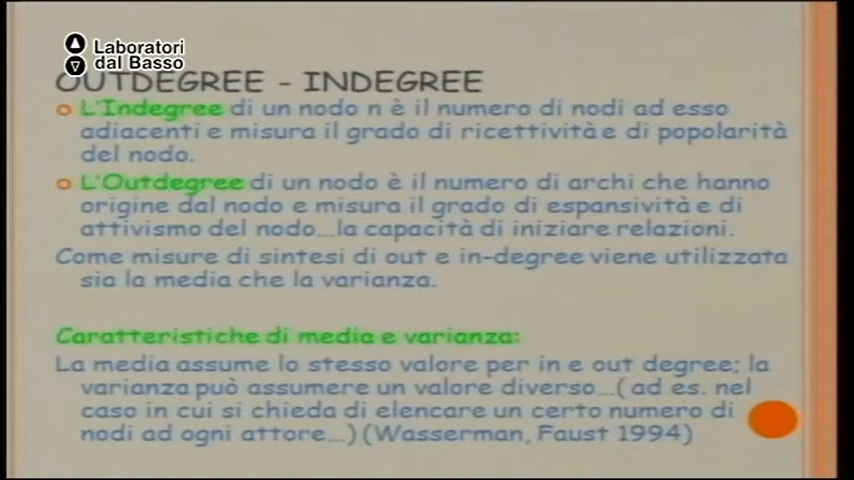 Laboratori
dal Basso
OUTDEGREE - INDEGREE
L'Indegree di un nodo n è il numero di nodi ad esso
adiacenti e misura il grado di ricettività e di popolarità
del nodo.
L'Outdegree di un nodo è il numero di archi che hanno
origine dal nodo e misura il grado di espansività e di
attivismo del nodo...la capacità di iniziare relazioni.
Come misure di sintesi di out e in-degree viene utilizzata
sia la media che la varianza.
Caratteristiche di media e varianza:
La media assume lo stesso valore per in e out degree; la
varianza può assumere un valore diverso...( ad es. nel
caso in cui si chieda di elencare un certo numero di
nodi ad ogni attore...) (Wasserman, Faust 1994)